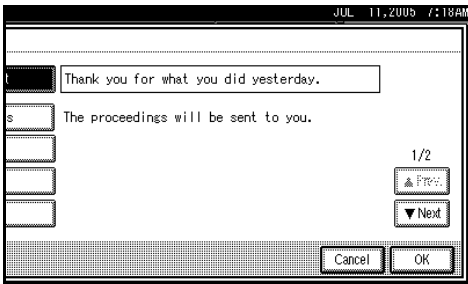 JUL 11,2005 7:18AM
t Thank you for what you did yesterday.
s The proceedings will be sent to you.
1/2
▲ Prev.
▼ Next
Cancel OK